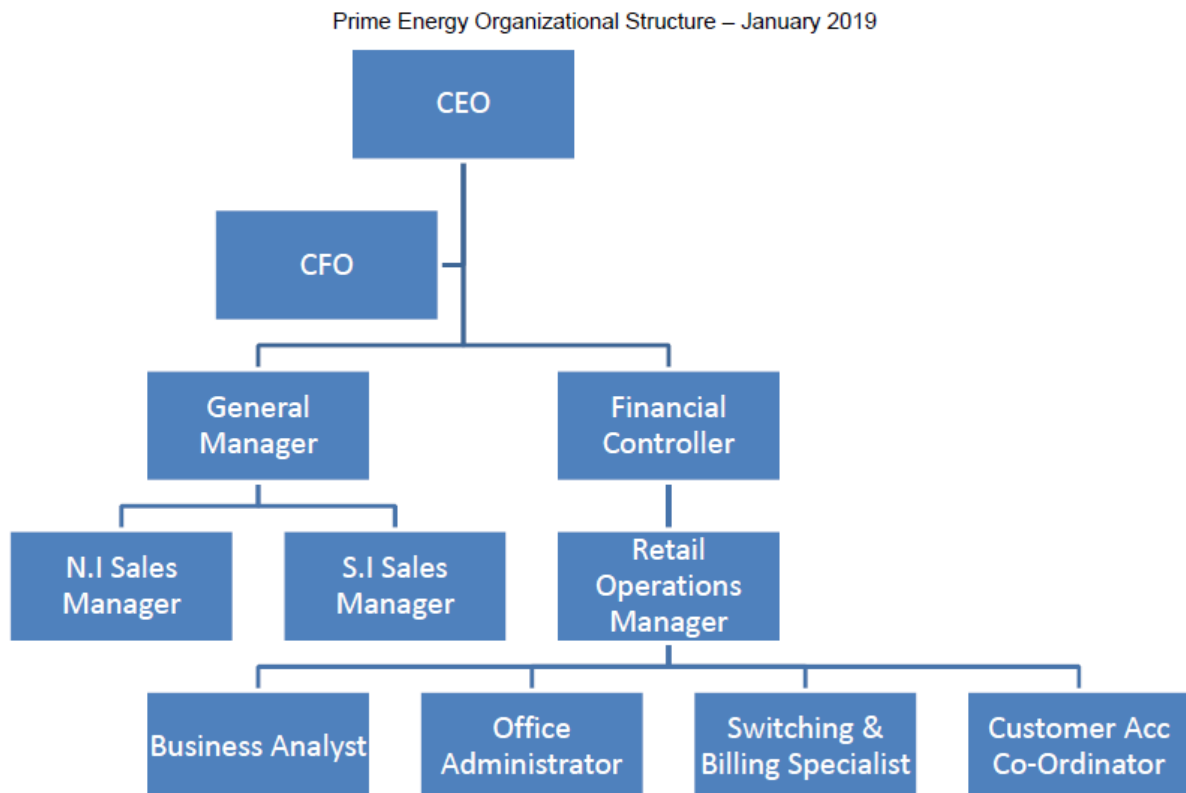 Prime Energy Organizational Structure – January 2019
CEO
CFO
General
Manager
Financial
Controller
N.I Sales
Manager
S.I Sales
Manager
Retail
Operations
Manager
Business Analyst
Office
Administrator
Switching &
Billing Specialist
Customer Acc
Co-Ordinator